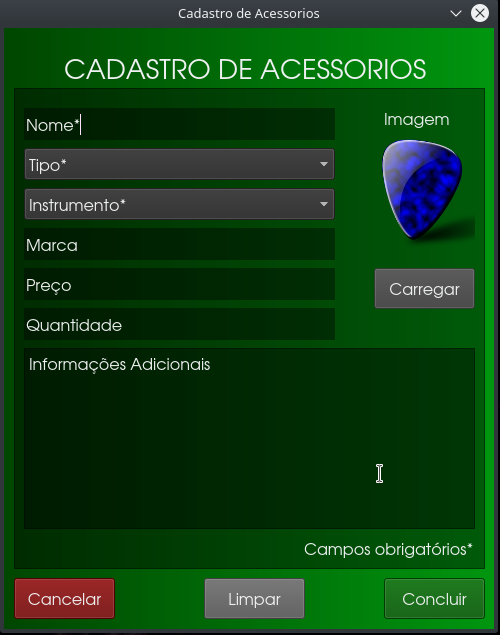 Cadastro de Acessorios
CADASTRO DE ACESSORIOS
Nome*
Imagem
Tipo*
Instrumento*
Marca
Preço
Carregar
Quantidade
Informações Adicionais
Campos obrigatórios*
Cancelar
Limpar
Concluir